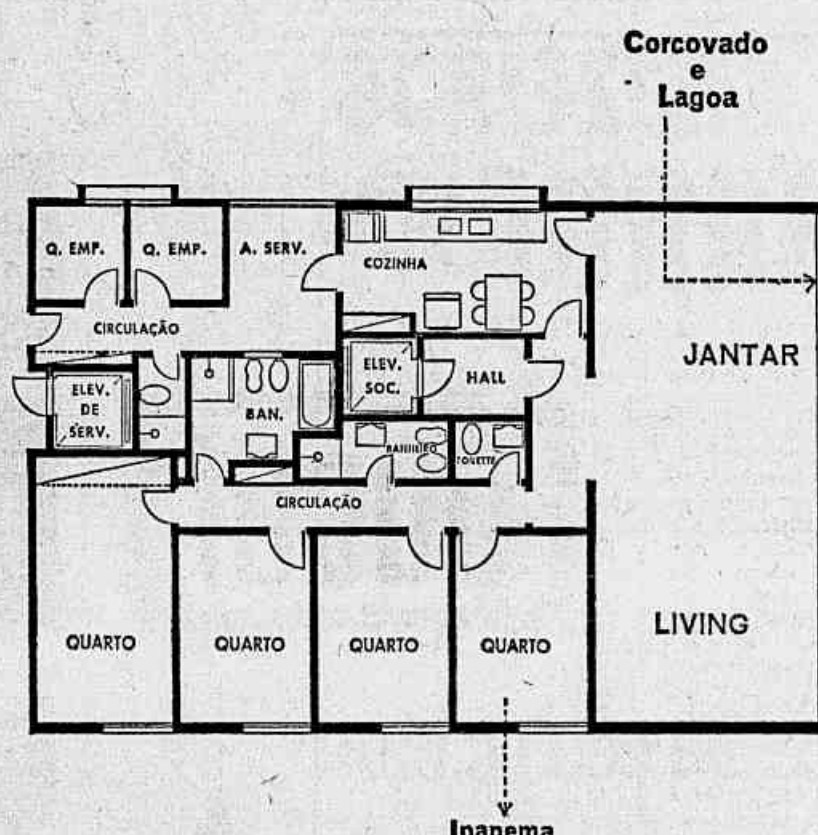 Corcovado
e
Lagoa
Q. EMP.
Q. EMP.
A. SERV.
COZINHA
CIRCULAÇÃO
JANTAR
ELEV.
DE
SERV.
BAN.
ELEV.
SOC.
HALL
BANHEIRO
TOILETTE
CIRCULAÇÃO
QUARTO
QUARTO
QUARTO
QUARTO
LIVING
Ipanema